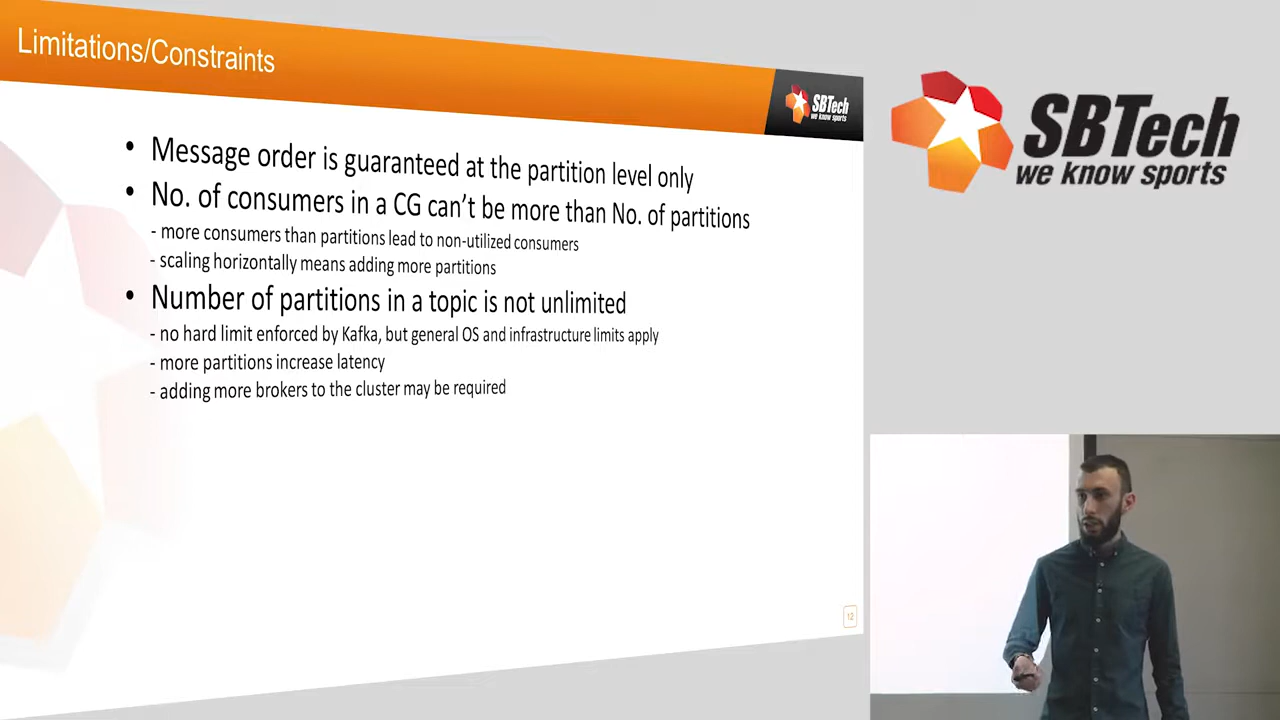 Limitations/Constraints
SBTech
we know sports
• Message order is guaranteed at the partition level only
• No. of consumers in a CG can't be more than No. of partitions
- more consumers than partitions lead to non-utilized consumers
- scaling horizontally means adding more partitions
• Number of partitions in a topic is not unlimited
- no hard limit enforced by Kafka, but general OS and infrastructure limits apply
- more partitions increase latency
- adding more brokers to the cluster may be required
12
SBTech
we know sports